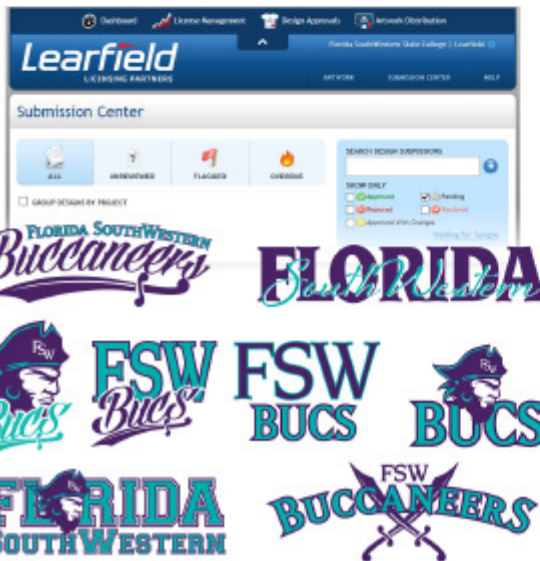 Dashboard License Management Design Approvals Artwork Distribution
Florida SouthWestern State College | Learfield
Learfield
LICENSING PARTNERS
ARTWORK SUBMISSION CENTER HELP
Submission Center
SEARCH DESIGN SUBMISSIONS
ALL UNREVIEWED FLAGGED OVERDUE
SHOW ONLY
GROUP DESIGNS BY PROJECT
Approved Pending
Rejected
Approved With Changes
Waiting for Sample
FLORIDA SOUTHWESTERN
Buccaneers
FLORIDA
SouthWestern
FSW
BUCS
FSW
Bucs
FSW
BUCS
FSW
BUCS
FLORIDA
SOUTHWESTERN
FSW
BUCCANEERS